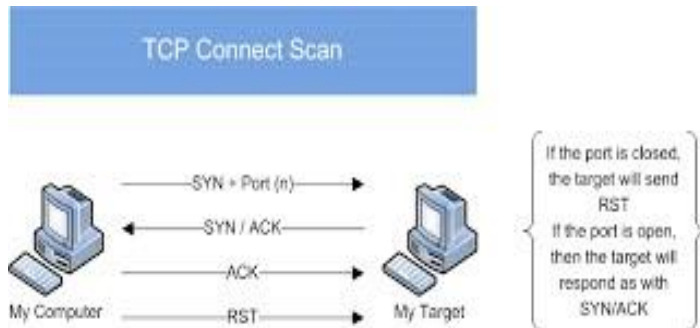 TCP Connect Scan
SYN + Port (n)
SYN / ACK
ACK
RST
My Computer
My Target
If the port is closed,
the target will send
RST
If the port is open,
then the target will
respond as with
SYN/ACK